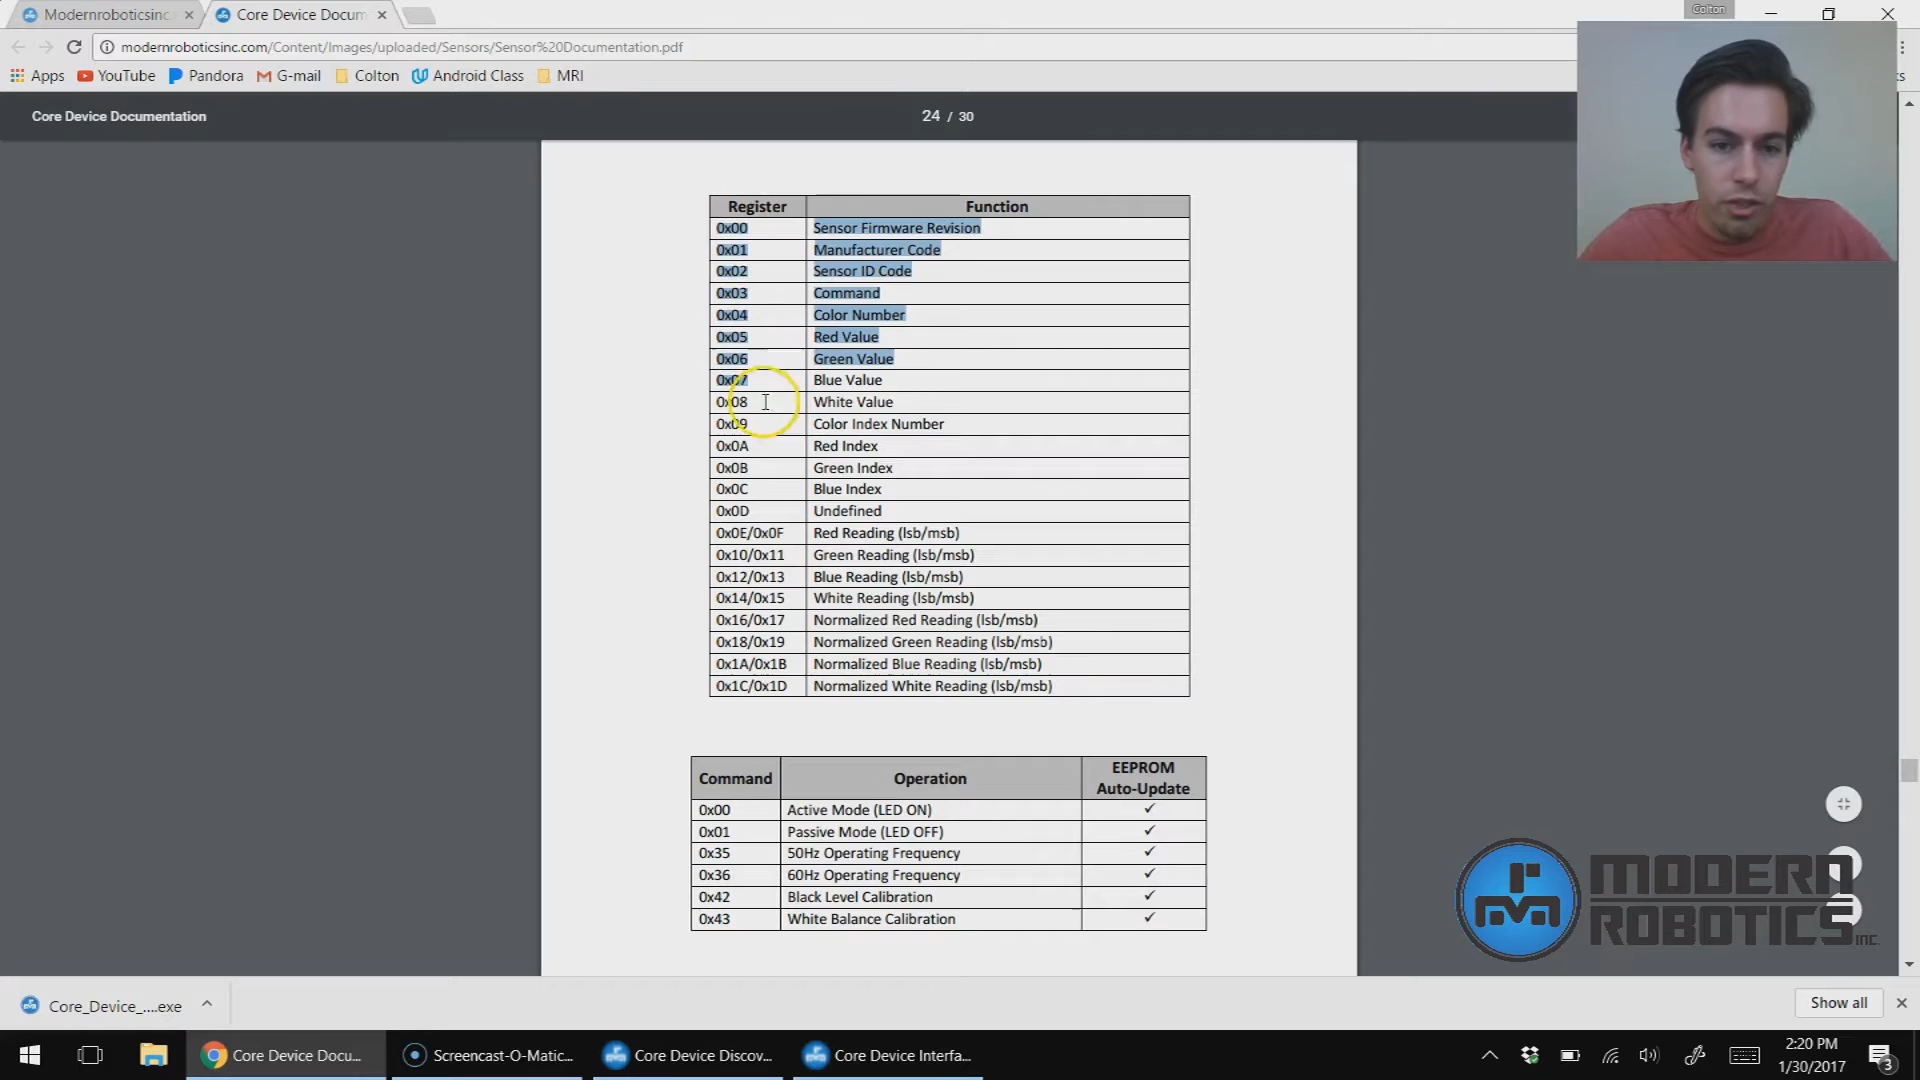 Colton
Modernroboticsinc
Core Device Docum
modernroboticsinc.com/Content/Images/uploaded/Sensors/Sensor%20Documentation.pdf
Apps YouTube Pandora G-mail Colton Android Class MRI
Core Device Documentation
24 / 30
Register Function
0x00 Sensor Firmware Revision
0x01 Manufacturer Code
0x02 Sensor ID Code
0x03 Command
0x04 Color Number
0x05 Red Value
0x06 Green Value
0x07 Blue Value
0x08 White Value
0x09 Color Index Number
0x0A Red Index
0x0B Green Index
0x0C Blue Index
0x0D Undefined
0x0E/0x0F Red Reading (lsb/msb)
0x10/0x11 Green Reading (lsb/msb)
0x12/0x13 Blue Reading (lsb/msb)
0x14/0x15 White Reading (lsb/msb)
0x16/0x17 Normalized Red Reading (lsb/msb)
0x18/0x19 Normalized Green Reading (lsb/msb)
0x1A/0x1B Normalized Blue Reading (lsb/msb)
0x1C/0x1D Normalized White Reading (lsb/msb)
Command Operation EEPROM
Auto-Update
0x00 Active Mode (LED ON) ✓
0x01 Passive Mode (LED OFF) ✓
0x35 50Hz Operating Frequency ✓
0x36 60Hz Operating Frequency ✓
0x42 Black Level Calibration ✓
0x43 White Balance Calibration ✓
MODERN
ROBOTICS INC.
Core_Device_....exe
Show all
Core Device Docu...
Screencast-O-Matic...
Core Device Discov...
Core Device Interfa...
2:20 PM
1/30/2017
3